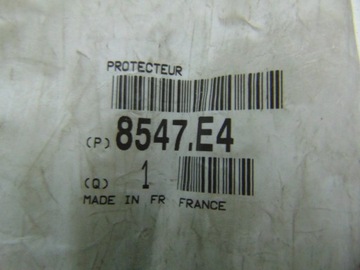 PROTECTEUR
(P) 8547.E4
(Q) 1
MADE IN FR FRANCE